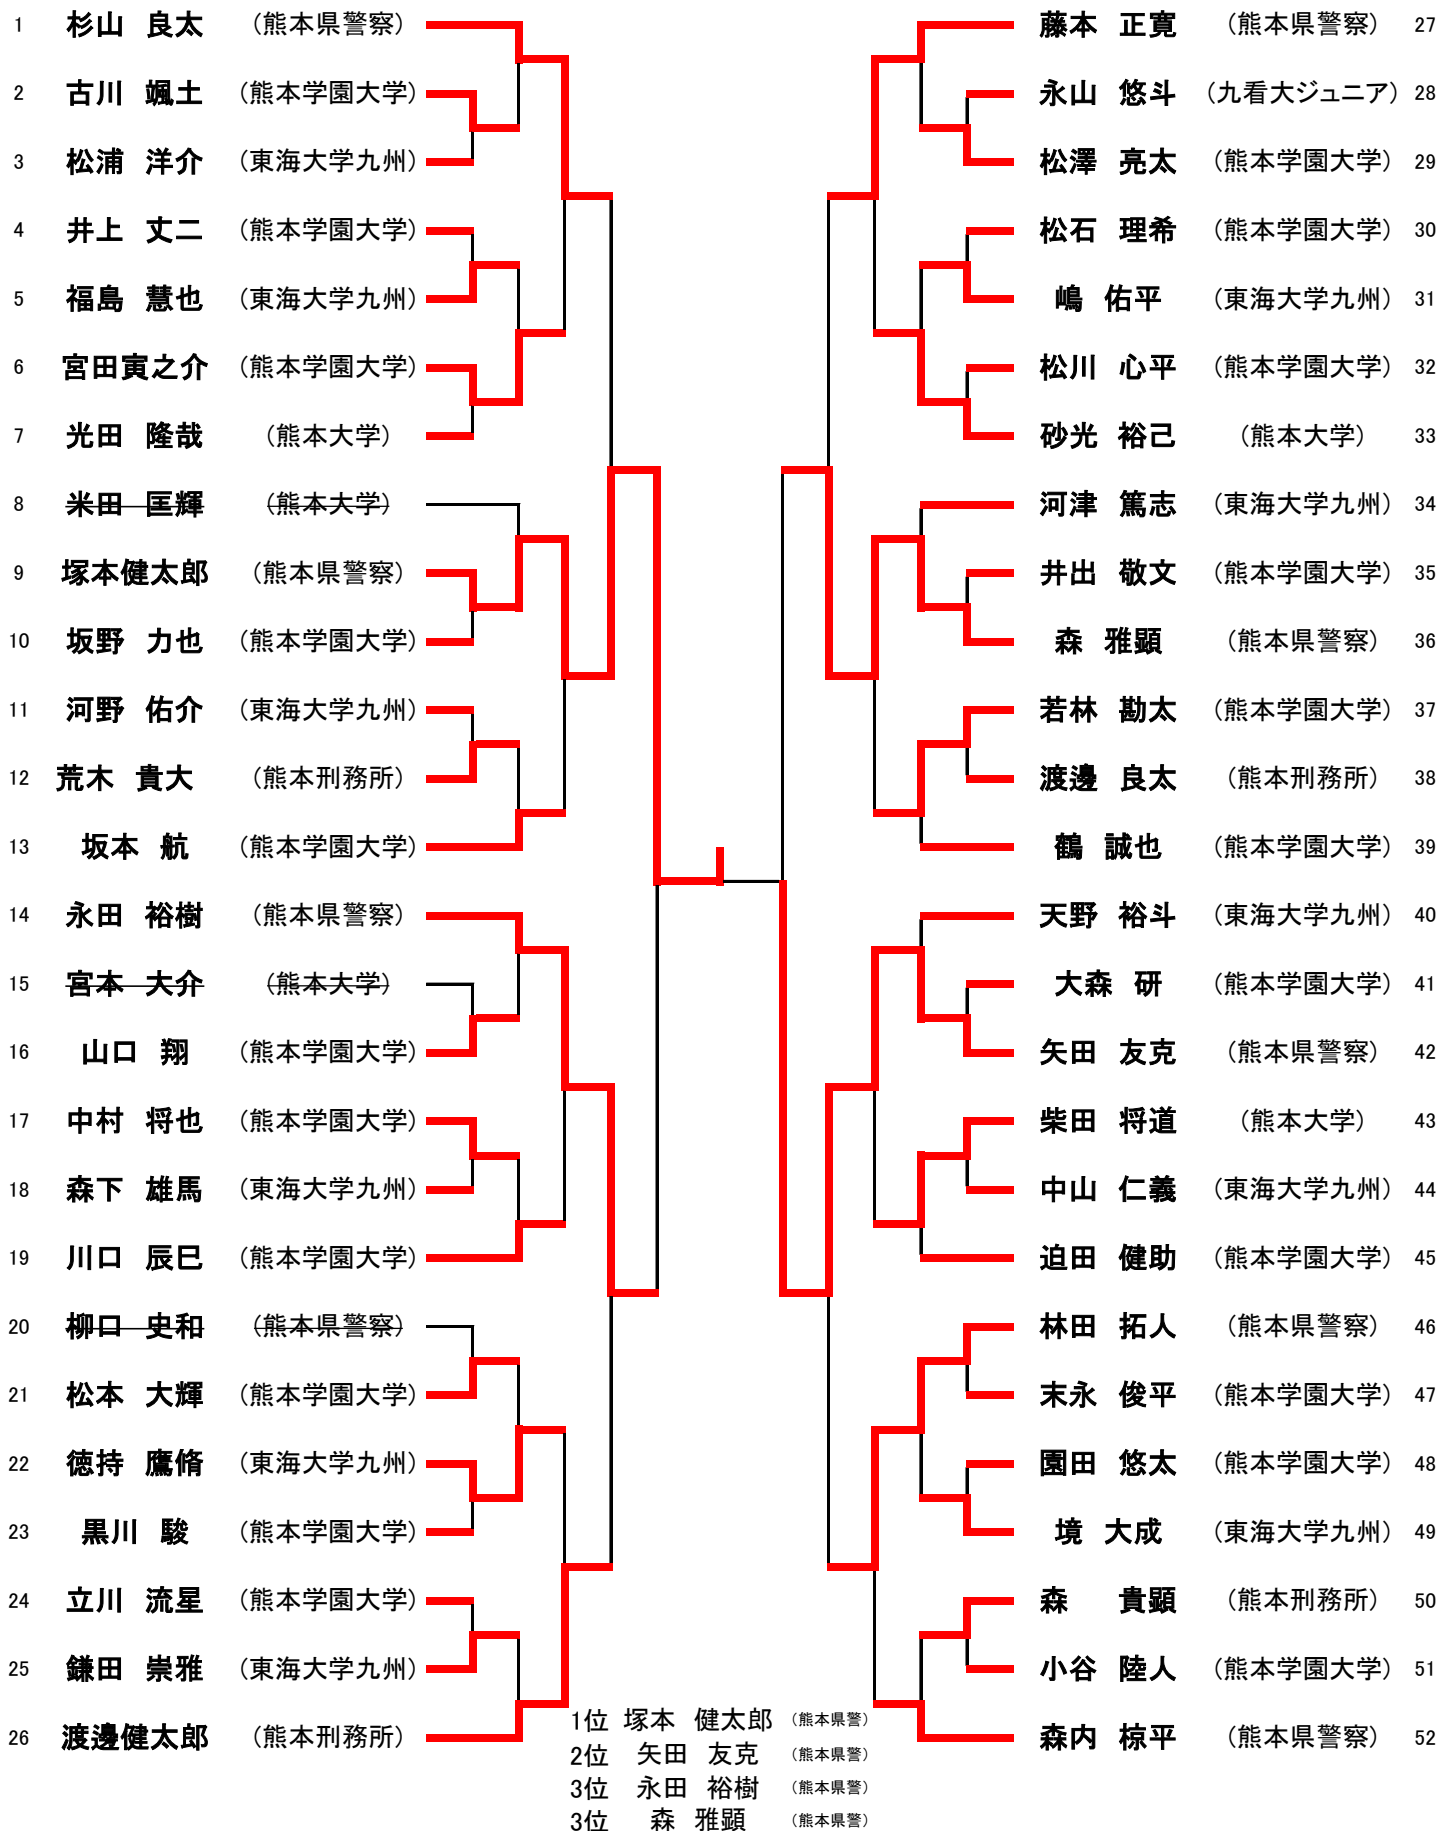 1 杉山 良太 (熊本県警察)
2 古川 颯土 (熊本学園大学)
3 松浦 洋介 (東海大学九州)
4 井上 丈二 (熊本学園大学)
5 福島 慧也 (東海大学九州)
6 宮田寅之介 (熊本学園大学)
7 光田 隆哉 (熊本大学)
8 米田 匡輝 (熊本大学)
9 塚本健太郎 (熊本県警察)
10 坂野 力也 (熊本学園大学)
11 河野 佑介 (東海大学九州)
12 荒木 貴大 (熊本刑務所)
13 坂本 航 (熊本学園大学)
14 永田 裕樹 (熊本県警察)
15 宮本 大介 (熊本大学)
16 山口 翔 (熊本学園大学)
17 中村 将也 (熊本学園大学)
18 森下 雄馬 (東海大学九州)
19 川口 辰巳 (熊本学園大学)
20 柳口 史和 (熊本県警察)
21 松本 大輝 (熊本学園大学)
22 徳持 鷹脩 (東海大学九州)
23 黒川 駿 (熊本学園大学)
24 立川 流星 (熊本学園大学)
25 鎌田 崇雅 (東海大学九州)
26 渡邊健太郎 (熊本刑務所)
藤本 正寛 (熊本県警察) 27
永山 悠斗 (九看大ジュニア) 28
松澤 亮太 (熊本学園大学) 29
松石 理希 (熊本学園大学) 30
嶋 佑平 (東海大学九州) 31
松川 心平 (熊本学園大学) 32
砂光 裕己 (熊本大学) 33
河津 篤志 (東海大学九州) 34
井出 敬文 (熊本学園大学) 35
森 雅顕 (熊本県警察) 36
若林 勘太 (熊本学園大学) 37
渡邊 良太 (熊本刑務所) 38
鶴 誠也 (熊本学園大学) 39
天野 裕斗 (東海大学九州) 40
大森 研 (熊本学園大学) 41
矢田 友克 (熊本県警察) 42
柴田 将道 (熊本大学) 43
中山 仁義 (東海大学九州) 44
迫田 健助 (熊本学園大学) 45
林田 拓人 (熊本県警察) 46
末永 俊平 (熊本学園大学) 47
園田 悠太 (熊本学園大学) 48
境 大成 (東海大学九州) 49
森 貴顕 (熊本刑務所) 50
小谷 陸人 (熊本学園大学) 51
森内 椋平 (熊本県警察) 52
1位 塚本 健太郎 (熊本県警)
2位 矢田 友克 (熊本県警)
3位 永田 裕樹 (熊本県警)
3位 森 雅顕 (熊本県警)